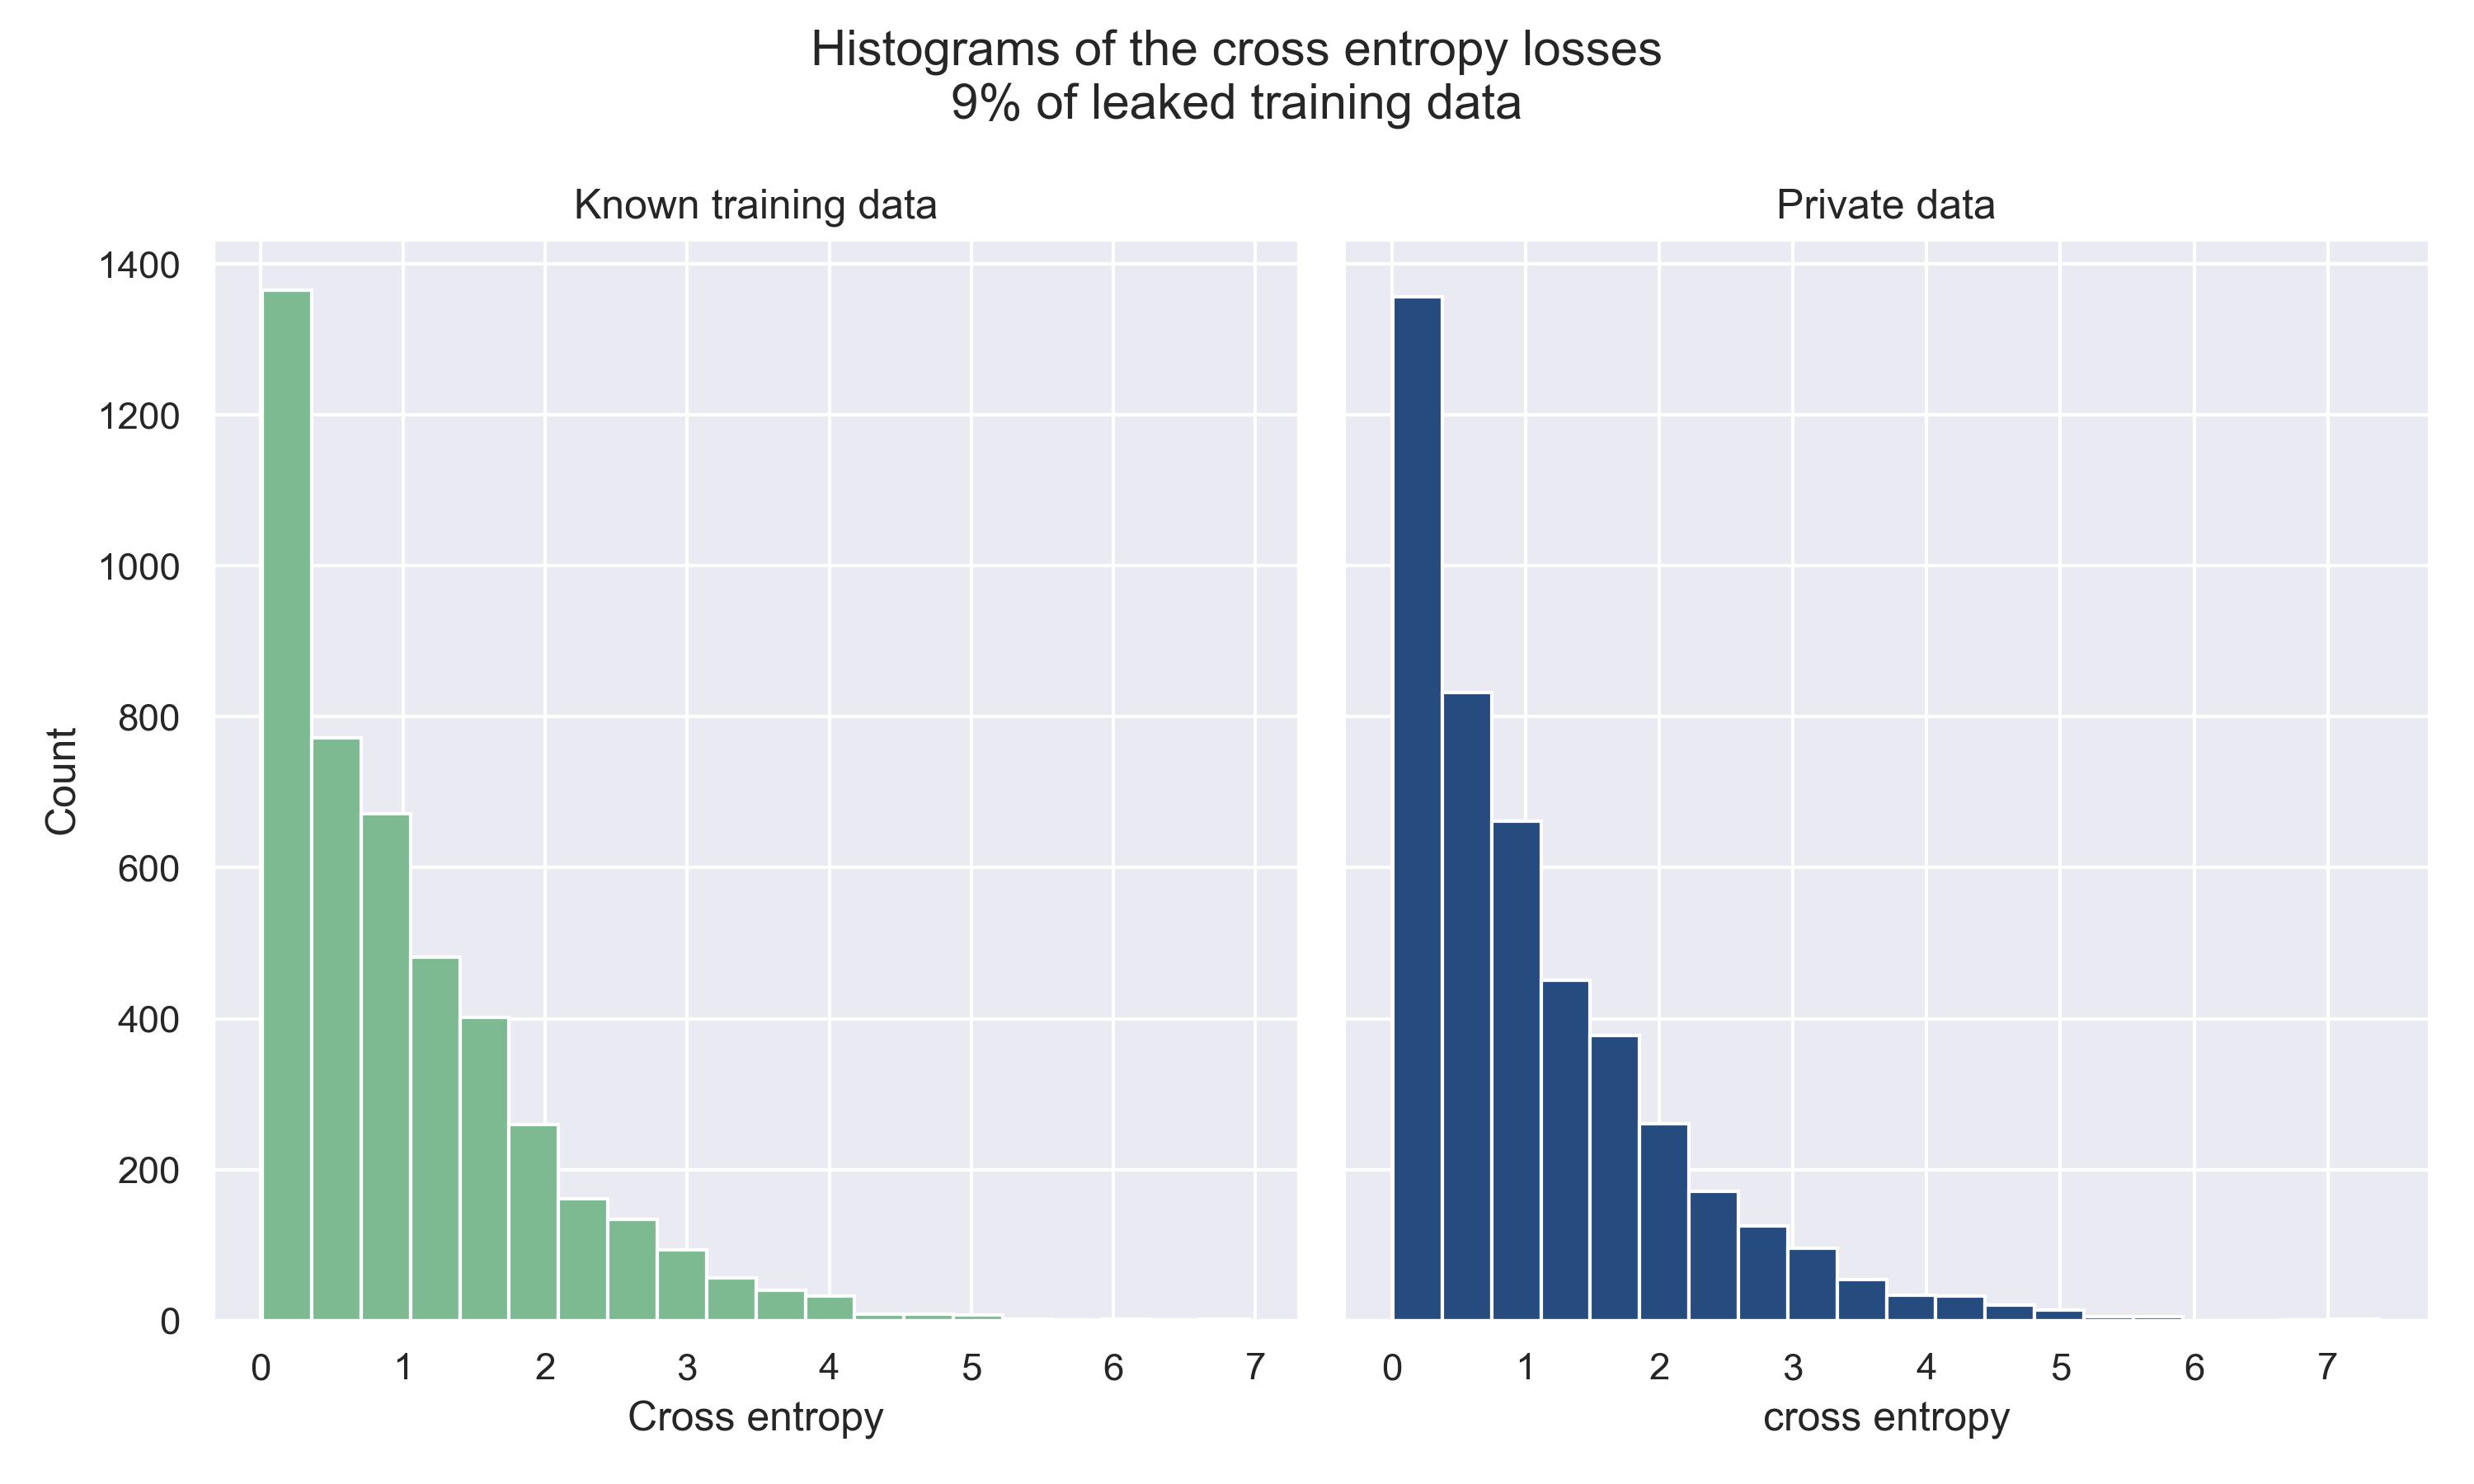 Histograms of the cross entropy losses
9% of leaked training data
Known training data
Private data
1400
1200
1000
800
600
400
200
0
Count
0 1 2 3 4 5 6 7
Cross entropy
0 1 2 3 4 5 6 7
cross entropy